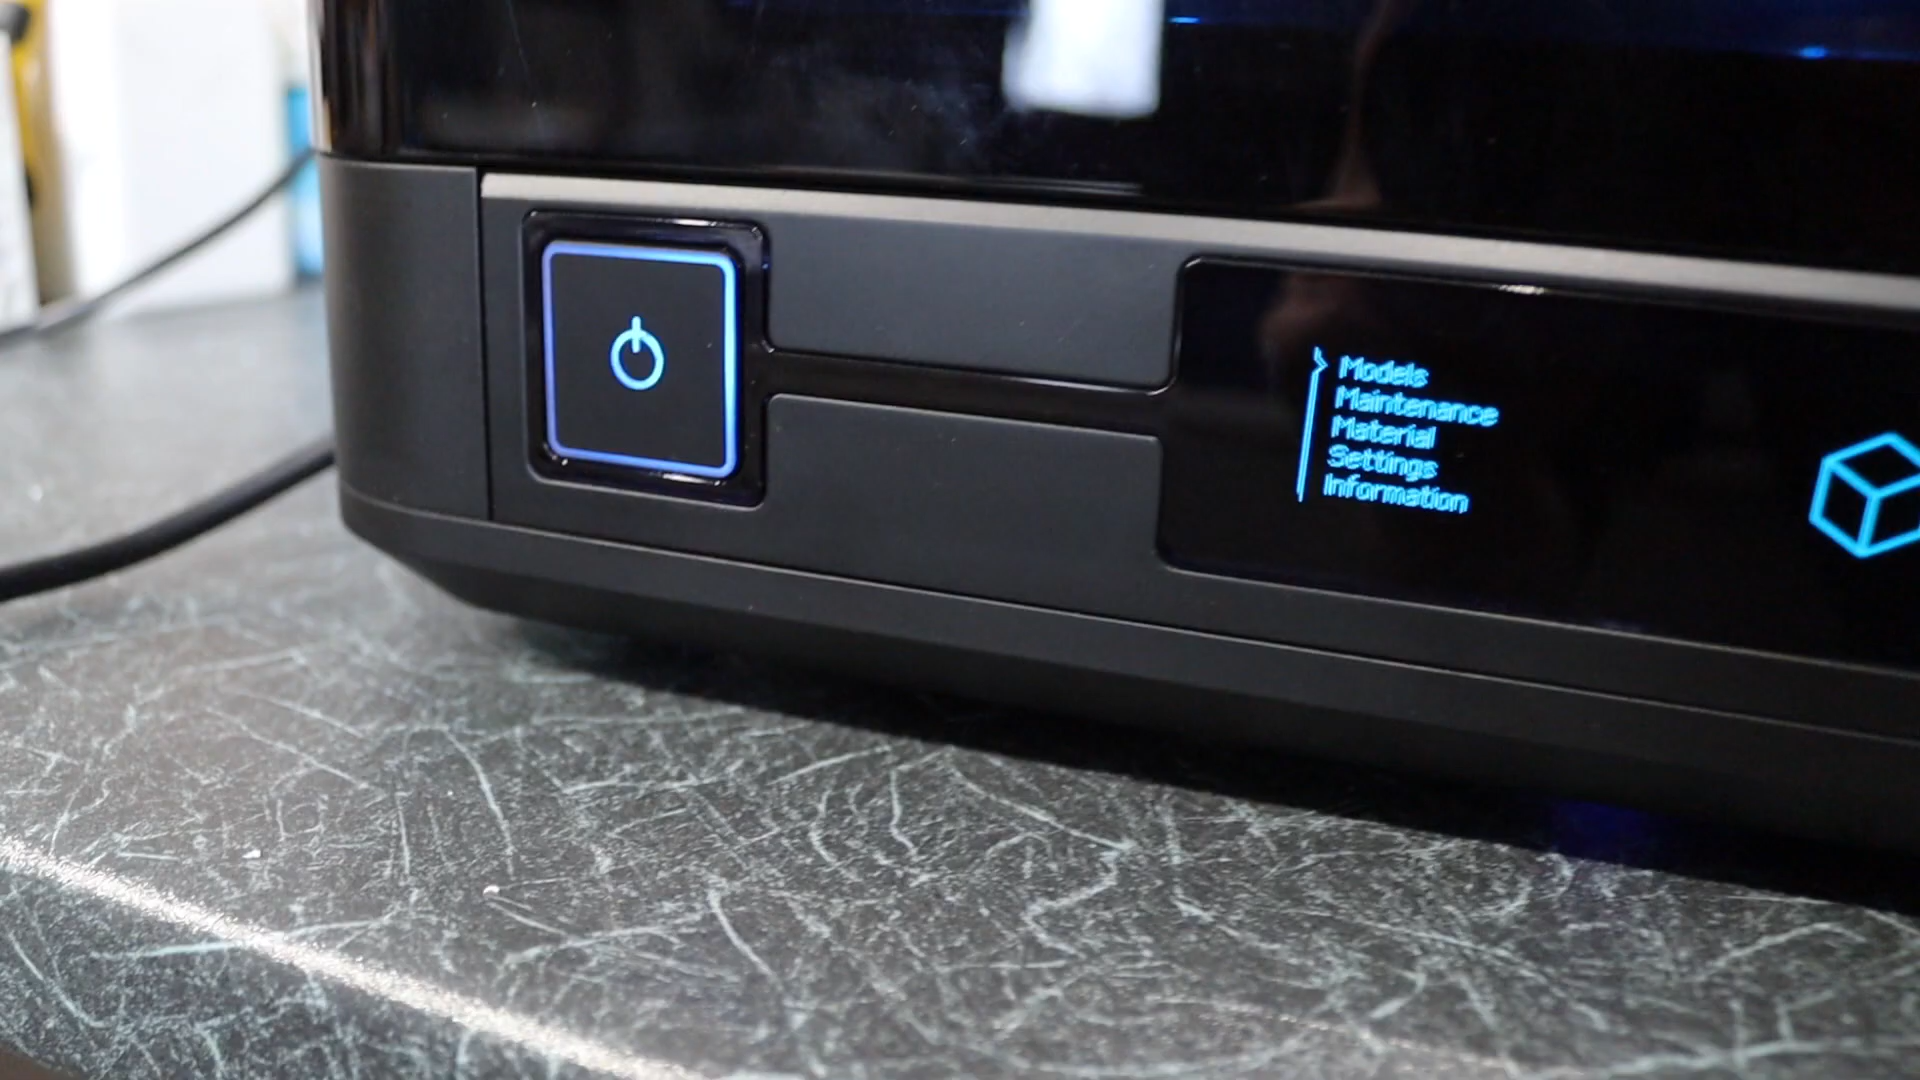 Models
Maintenance
Material
Settings
Information